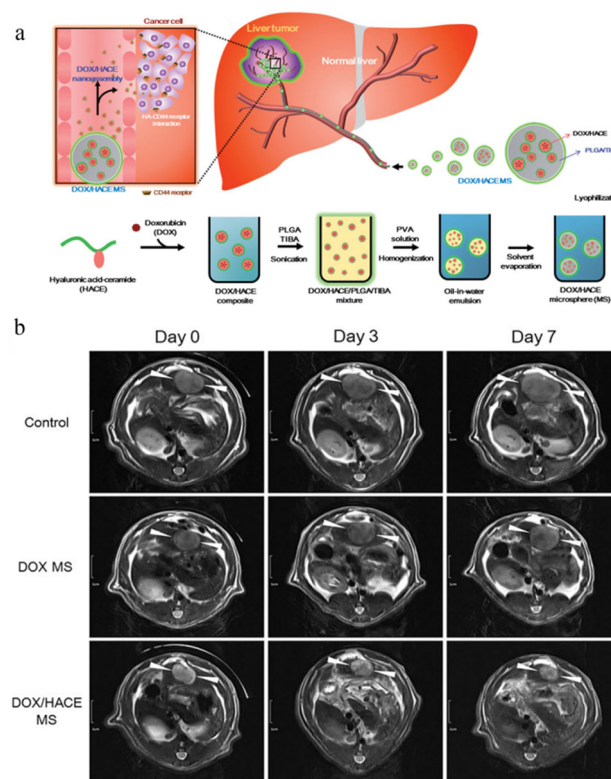 a
Cancer cell
Liver tumor
DOX/HACE
nanoassembly
Normal liver
HA-CD44 receptor
interaction
DOX/HACE
DOX/HACE MS
DOX/HACE MS
CD44 receptor
Doxorubicin
(DOX)
PLGA
TIBA
PVA
solution
Solvent
evaporation
Sonication
Homogenization
Hyaluronic acid-ceramide
(HACE)
DOX/HACE
composite
DOX/HACE/PLGA/TIBA
mixture
Oil-in-water
emulsion
DOX/HACE
microsphere (MS)
b
Day 0
Day 3
Day 7
Control
DOX MS
DOX/HACE
MS